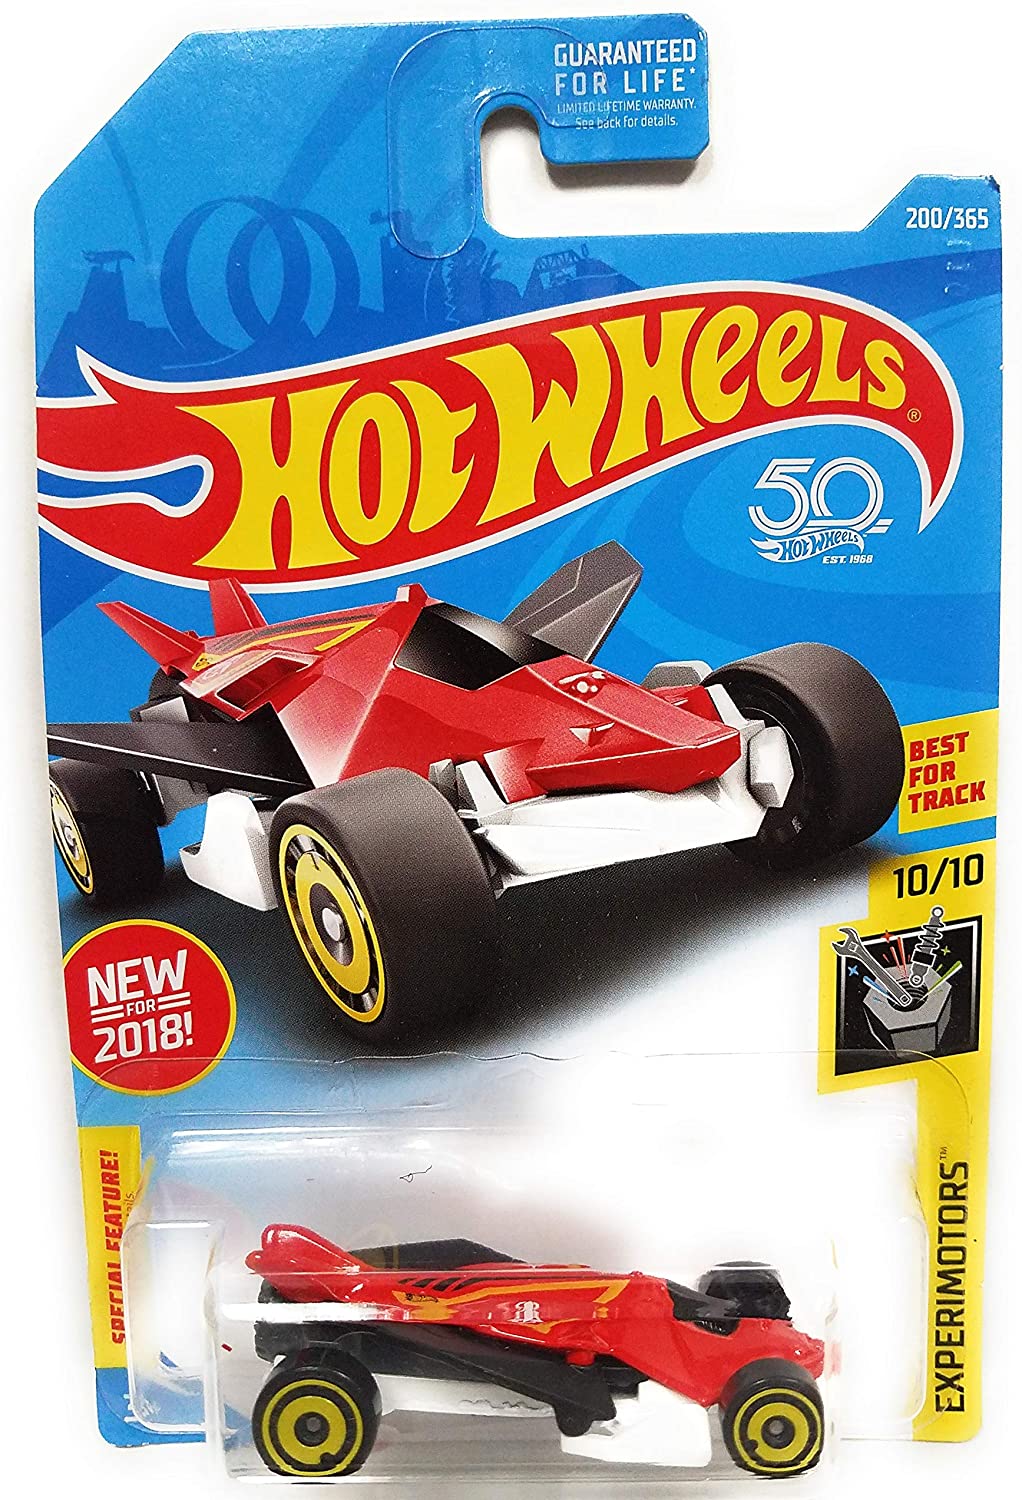 GUARANTEED
FOR LIFE*
LIMITED LIFETIME WARRANTY.
See back for details.
200/365
HOT WHEELS®
50
HOT WHEELS
EST. 1968
BEST
FOR
TRACK
10/10
NEW
FOR
2018!
SPECIAL FEATURE!
EXPERIMOTORS™